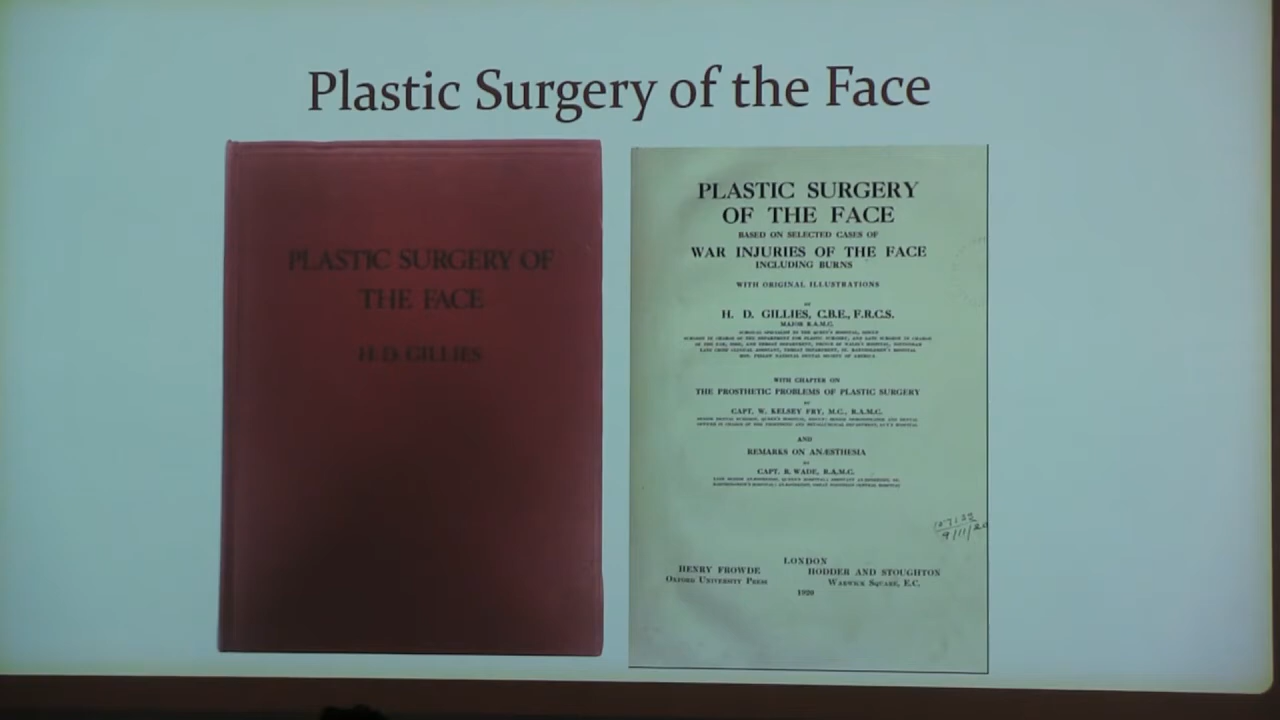 Plastic Surgery of the Face
PLASTIC SURGERY OF
THE FACE
H. D. GILLIES
PLASTIC SURGERY
OF THE FACE
BASED ON SELECTED CASES OF
WAR INJURIES OF THE FACE
INCLUDING BURNS
WITH ORIGINAL ILLUSTRATIONS
BY
H. D. GILLIES, C.B.E., F.R.C.S.
MAJOR R.A.M.C.
WITH CHAPTER ON
THE PROSTHETIC PROBLEMS OF PLASTIC SURGERY
BY
CAPT. W. KELSEY FRY, M.C., R.A.M.C.
AND
REMARKS ON ANÆSTHESIA
BY
CAPT. R. WADE, R.A.M.C.
9/11/20
LONDON
HENRY FROWDE
OXFORD UNIVERSITY PRESS
HODDER AND STOUGHTON
WARWICK SQUARE, E.C.
1920